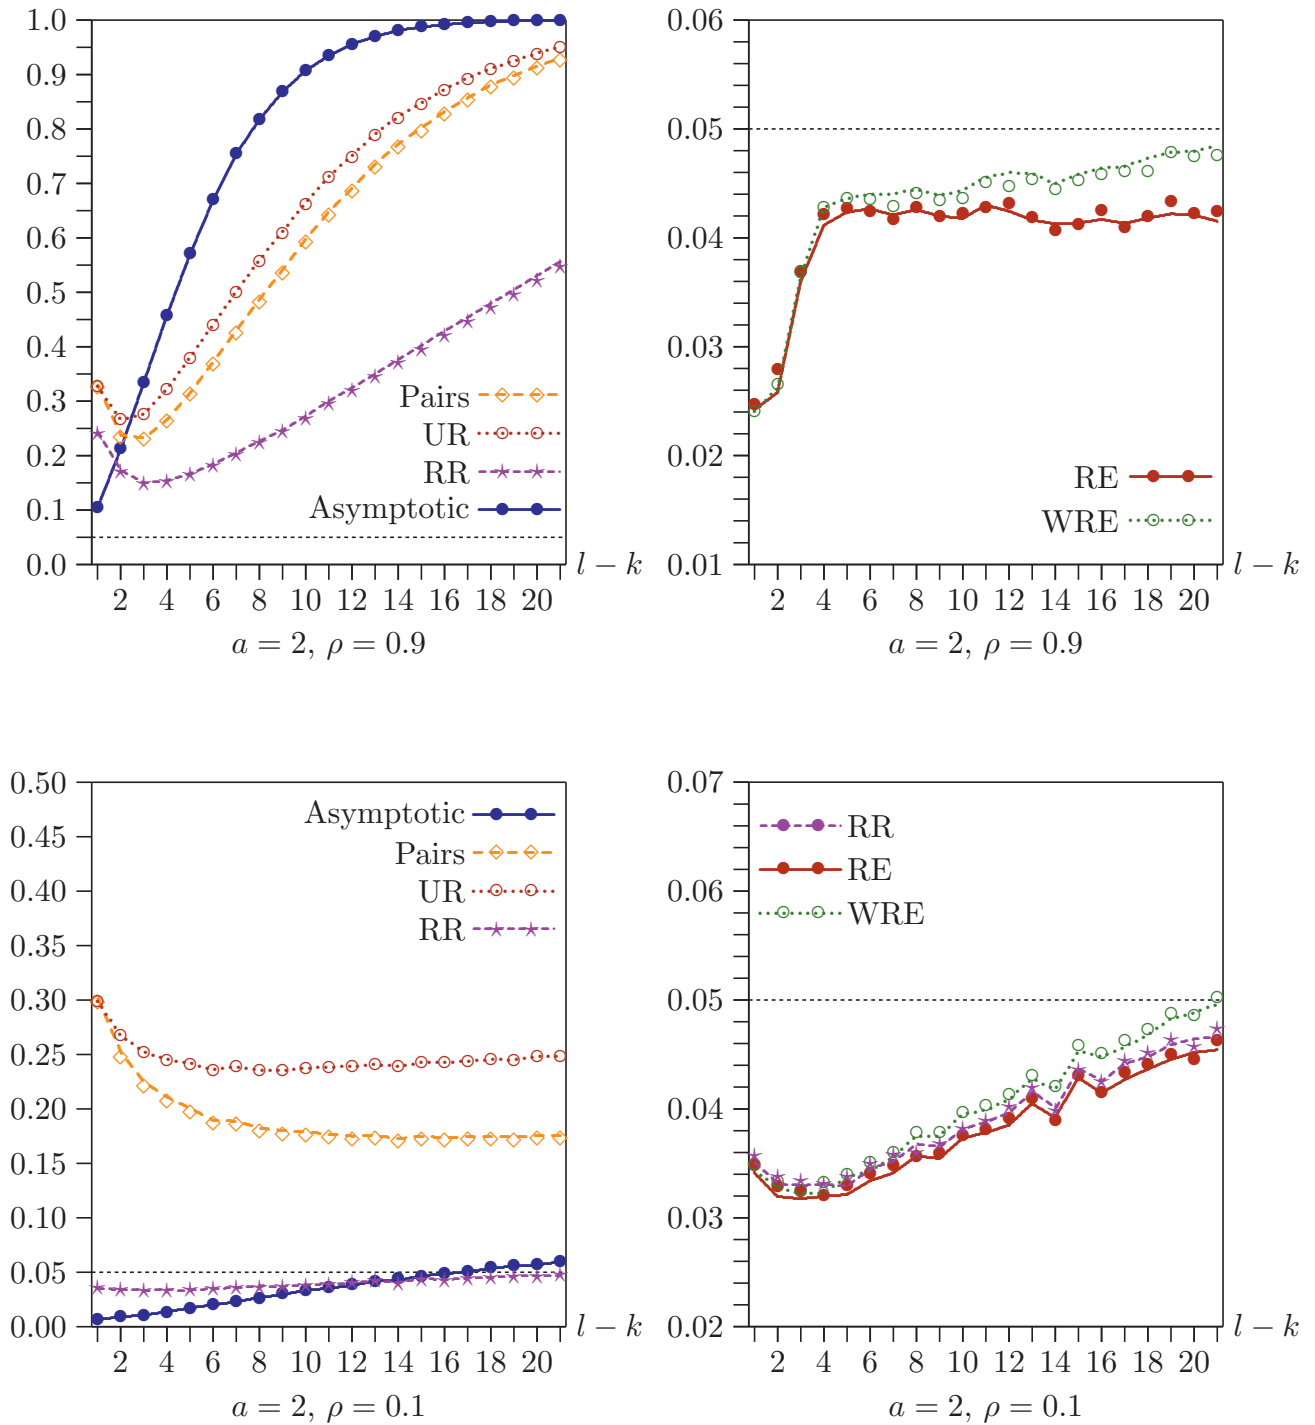 1.0
0.9
0.8
0.7
0.6
0.5
0.4
0.3
0.2
0.1
0.0
Pairs
UR
RR
Asymptotic
l − k
2 4 6 8 10 12 14 16 18 20
a = 2, ρ = 0.9
0.06
0.05
0.04
0.03
0.02
0.01
RE
WRE
l − k
2 4 6 8 10 12 14 16 18 20
a = 2, ρ = 0.9
0.50
0.45
0.40
0.35
0.30
0.25
0.20
0.15
0.10
0.05
0.00
Asymptotic
Pairs
UR
RR
l − k
2 4 6 8 10 12 14 16 18 20
a = 2, ρ = 0.1
0.07
0.06
0.05
0.04
0.03
0.02
RR
RE
WRE
l − k
2 4 6 8 10 12 14 16 18 20
a = 2, ρ = 0.1